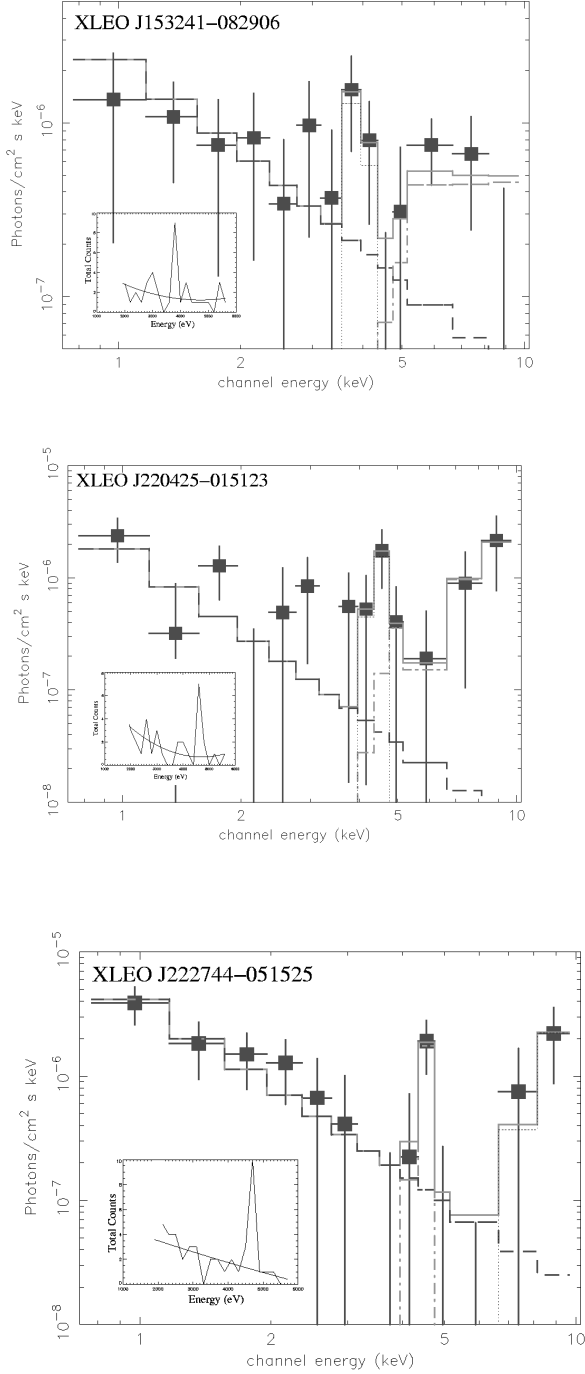 XLEO J153241−082906
Photons/cm² s keV
10⁻⁶
10⁻⁷
Total Counts
Energy (eV)
1
2
5
10
channel energy (keV)
XLEO J220425−015123
Photons/cm² s keV
10⁻⁵
10⁻⁶
10⁻⁷
10⁻⁸
Total Counts
Energy (eV)
1
2
5
10
channel energy (keV)
XLEO J222744−051525
Photons/cm² s keV
10⁻⁵
10⁻⁶
10⁻⁷
10⁻⁸
Total Counts
Energy (eV)
1
2
5
10
channel energy (keV)